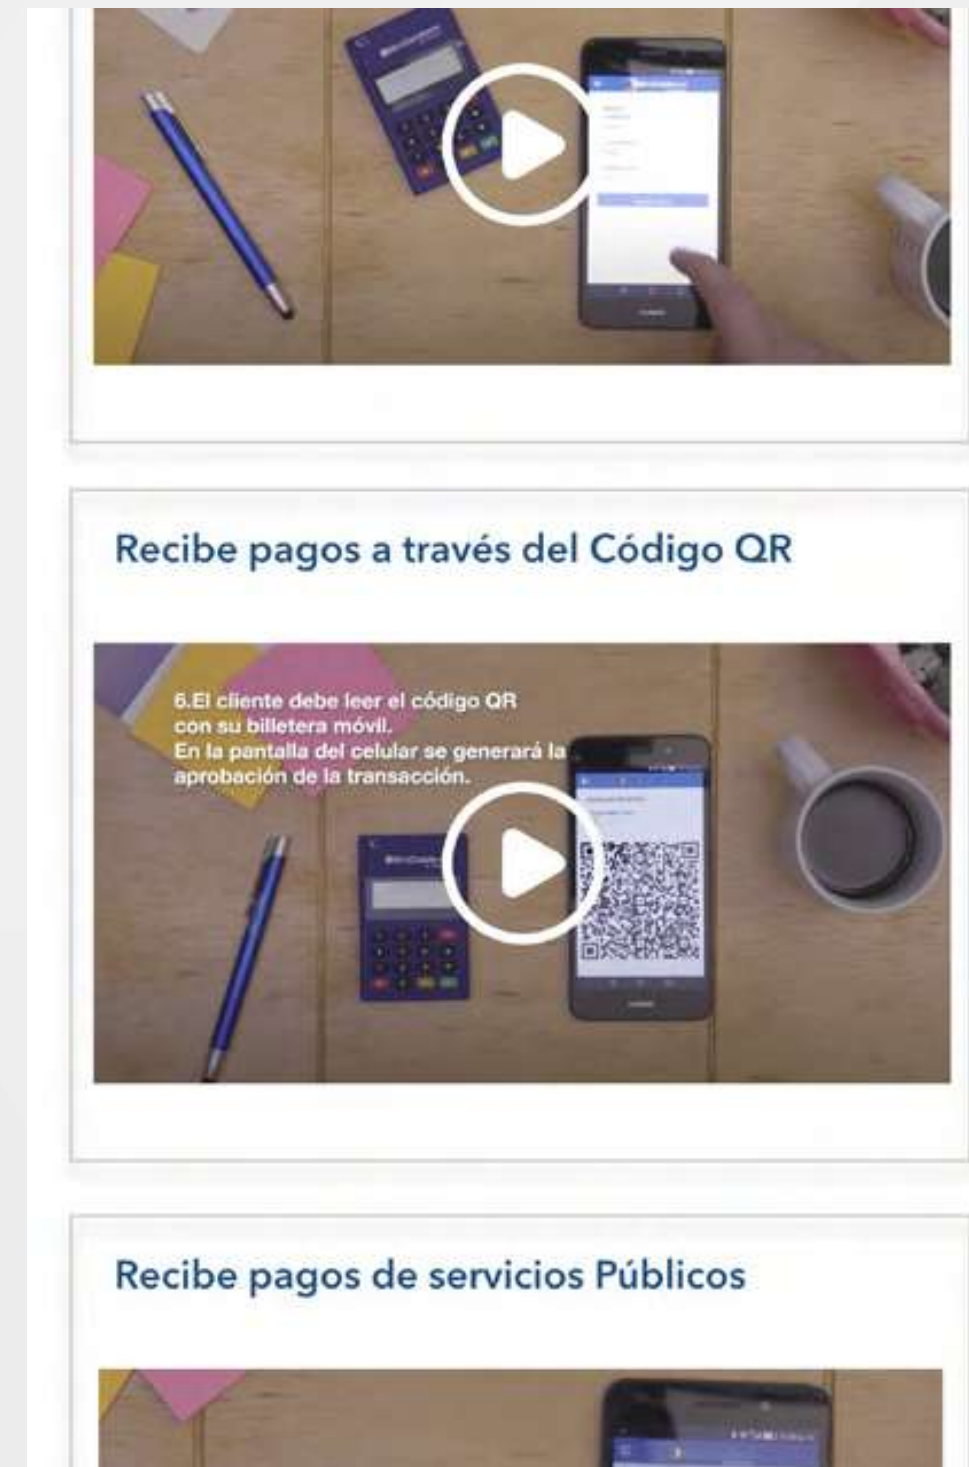 Recibe pagos a través del Código QR
6.El cliente debe leer el código QR
con su billetera móvil.
En la pantalla del celular se generará la
aprobación de la transacción.
Recibe pagos de servicios Públicos